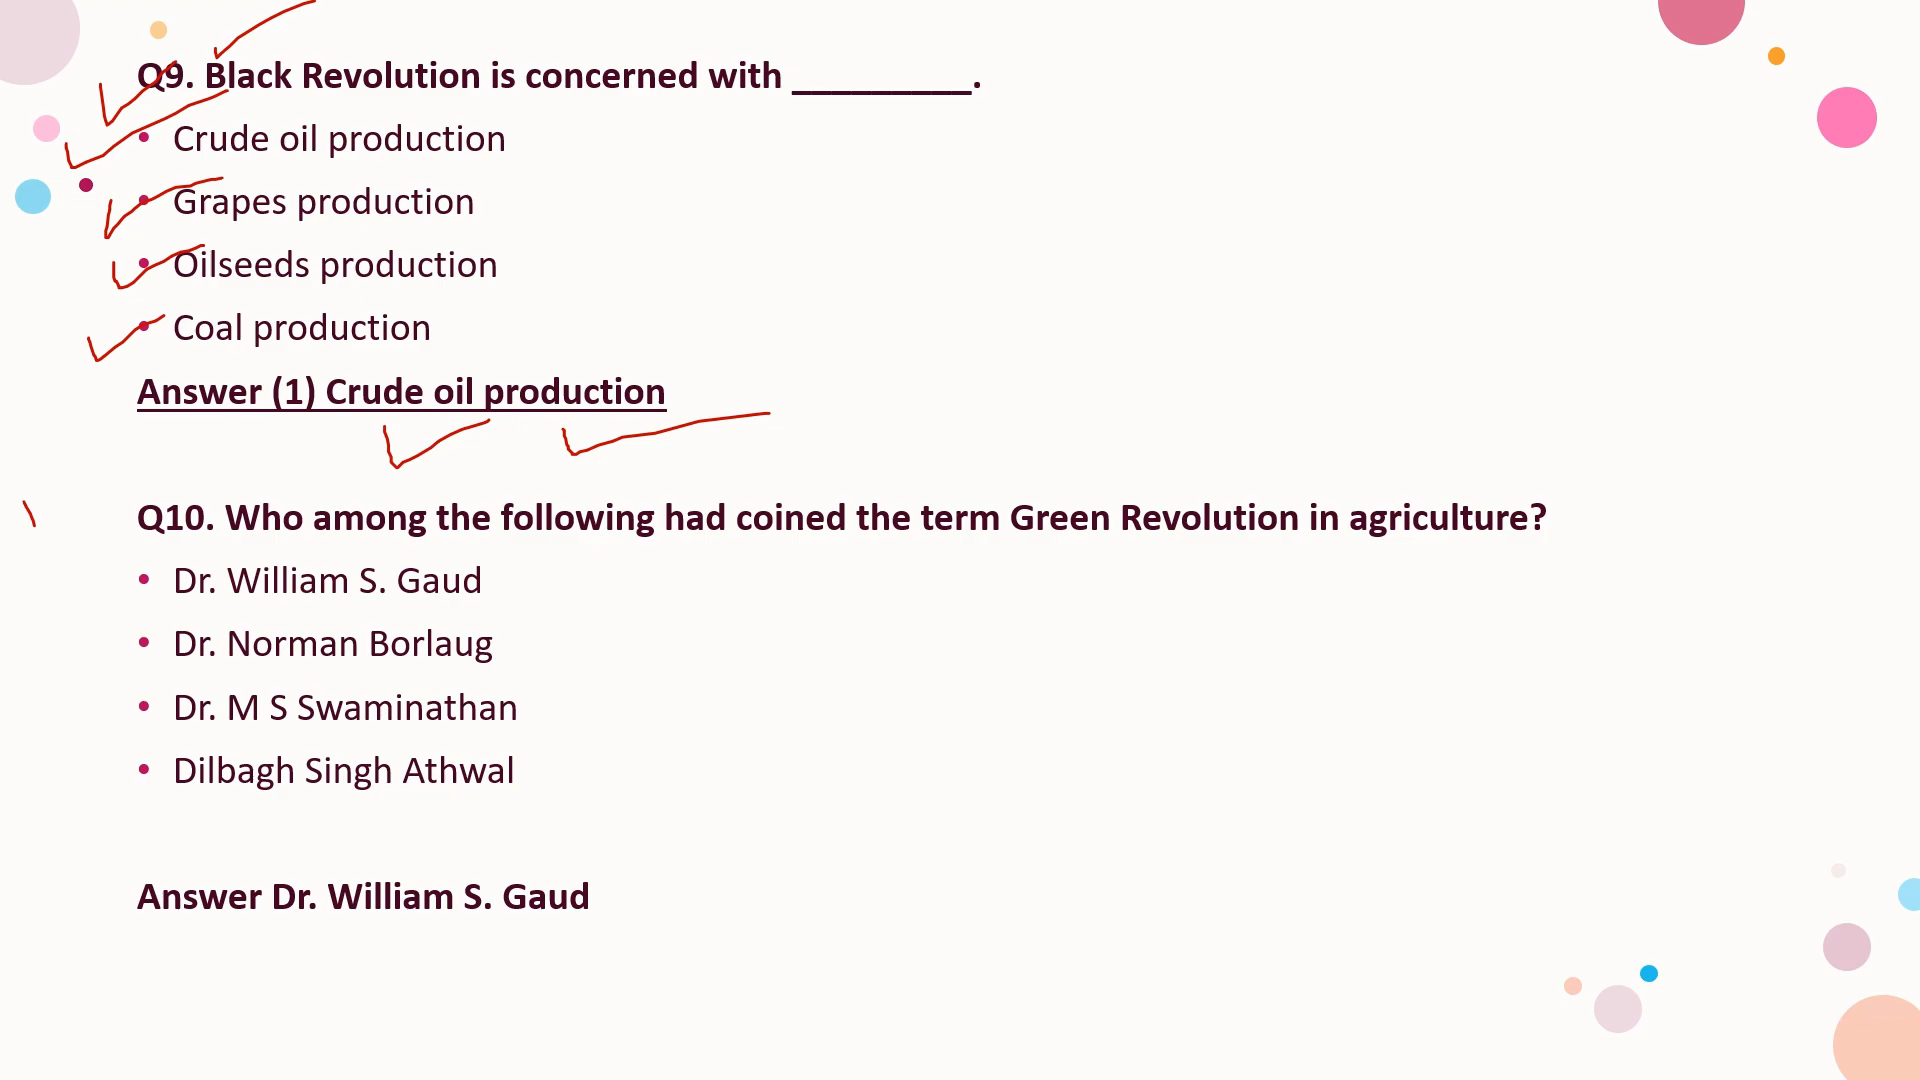 Q9. Black Revolution is concerned with _________.
• Crude oil production
• Grapes production
• Oilseeds production
• Coal production
Answer (1) Crude oil production
Q10. Who among the following had coined the term Green Revolution in agriculture?
• Dr. William S. Gaud
• Dr. Norman Borlaug
• Dr. M S Swaminathan
• Dilbagh Singh Athwal
Answer Dr. William S. Gaud